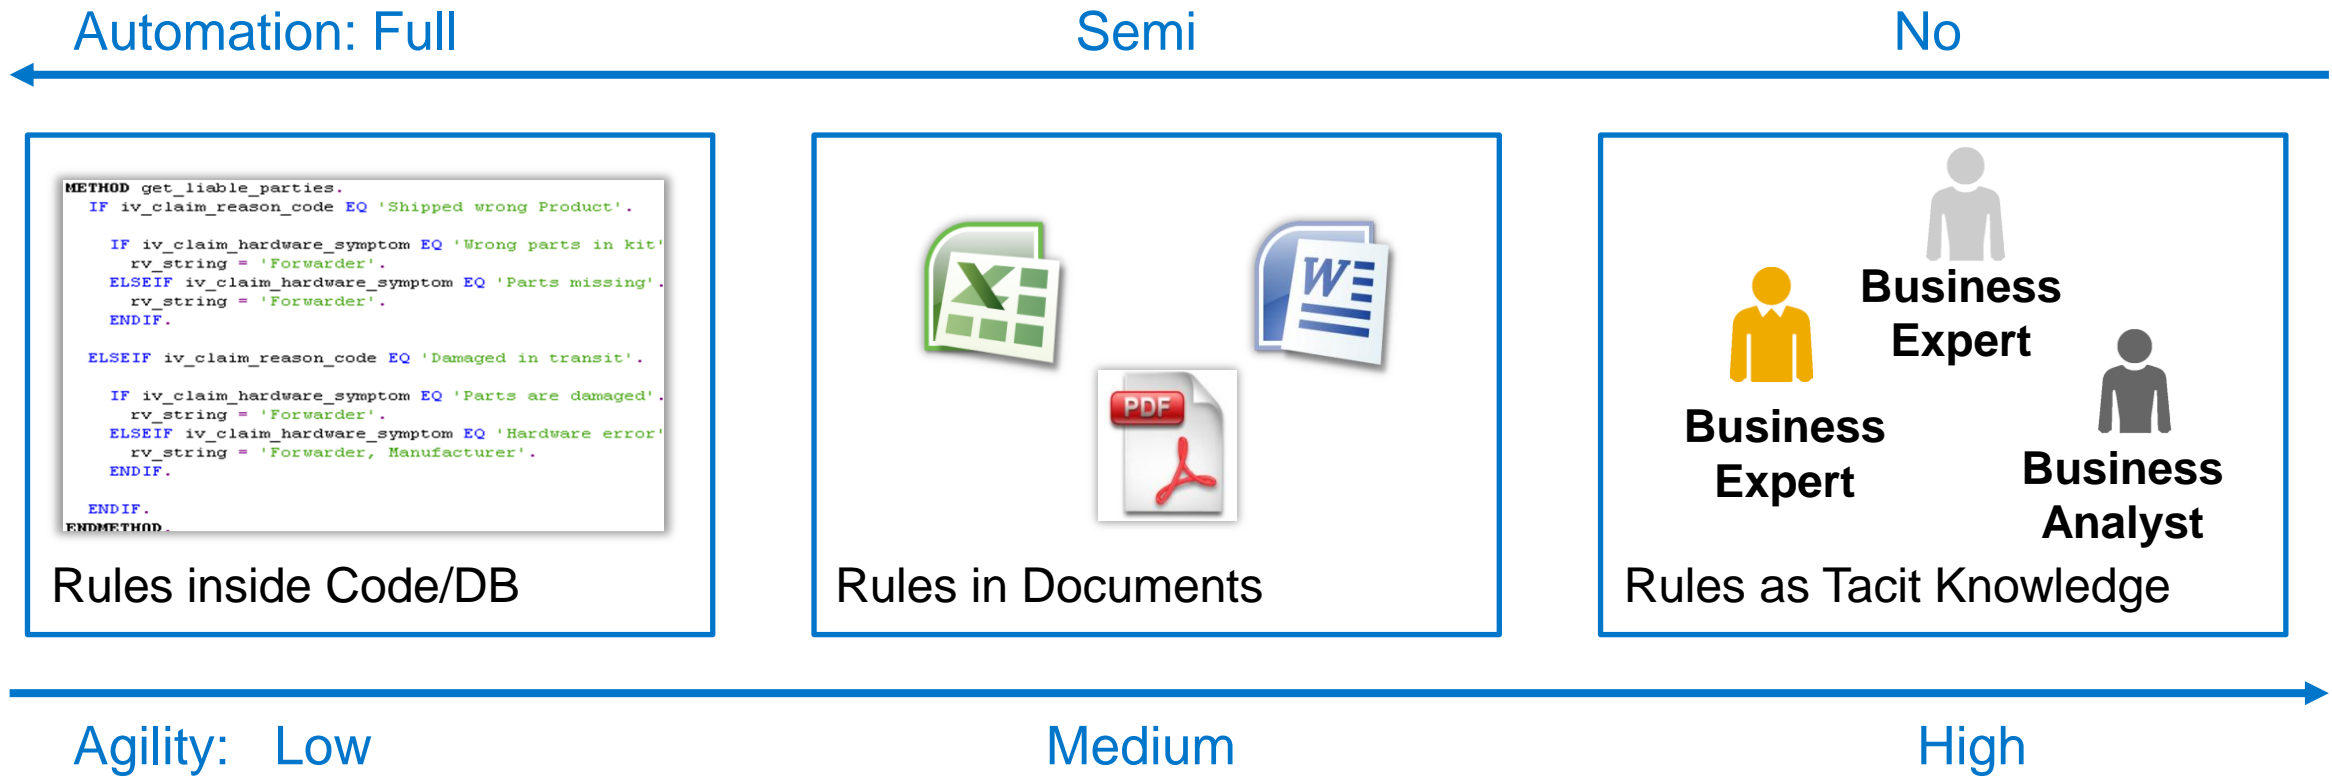 Automation: Full Semi No
METHOD get_liable_parties.
IF iv_claim_reason_code EQ 'Shipped wrong Product'.
IF iv_claim_hardware_symptom EQ 'Wrong parts in kit'
rv_string = 'Forwarder'.
ELSEIF iv_claim_hardware_symptom EQ 'Parts missing'.
rv_string = 'Forwarder'.
ENDIF.
ELSEIF iv_claim_reason_code EQ 'Damaged in transit'.
IF iv_claim_hardware_symptom EQ 'Parts are damaged'.
rv_string = 'Forwarder'.
ELSEIF iv_claim_hardware_symptom EQ 'Hardware error'
rv_string = 'Forwarder, Manufacturer'.
ENDIF.
ENDIF.
ENDMETHOD.
Rules inside Code/DB
X
W
PDF
Rules in Documents
Business
Expert
Business
Expert
Business
Analyst
Rules as Tacit Knowledge
Agility: Low Medium High